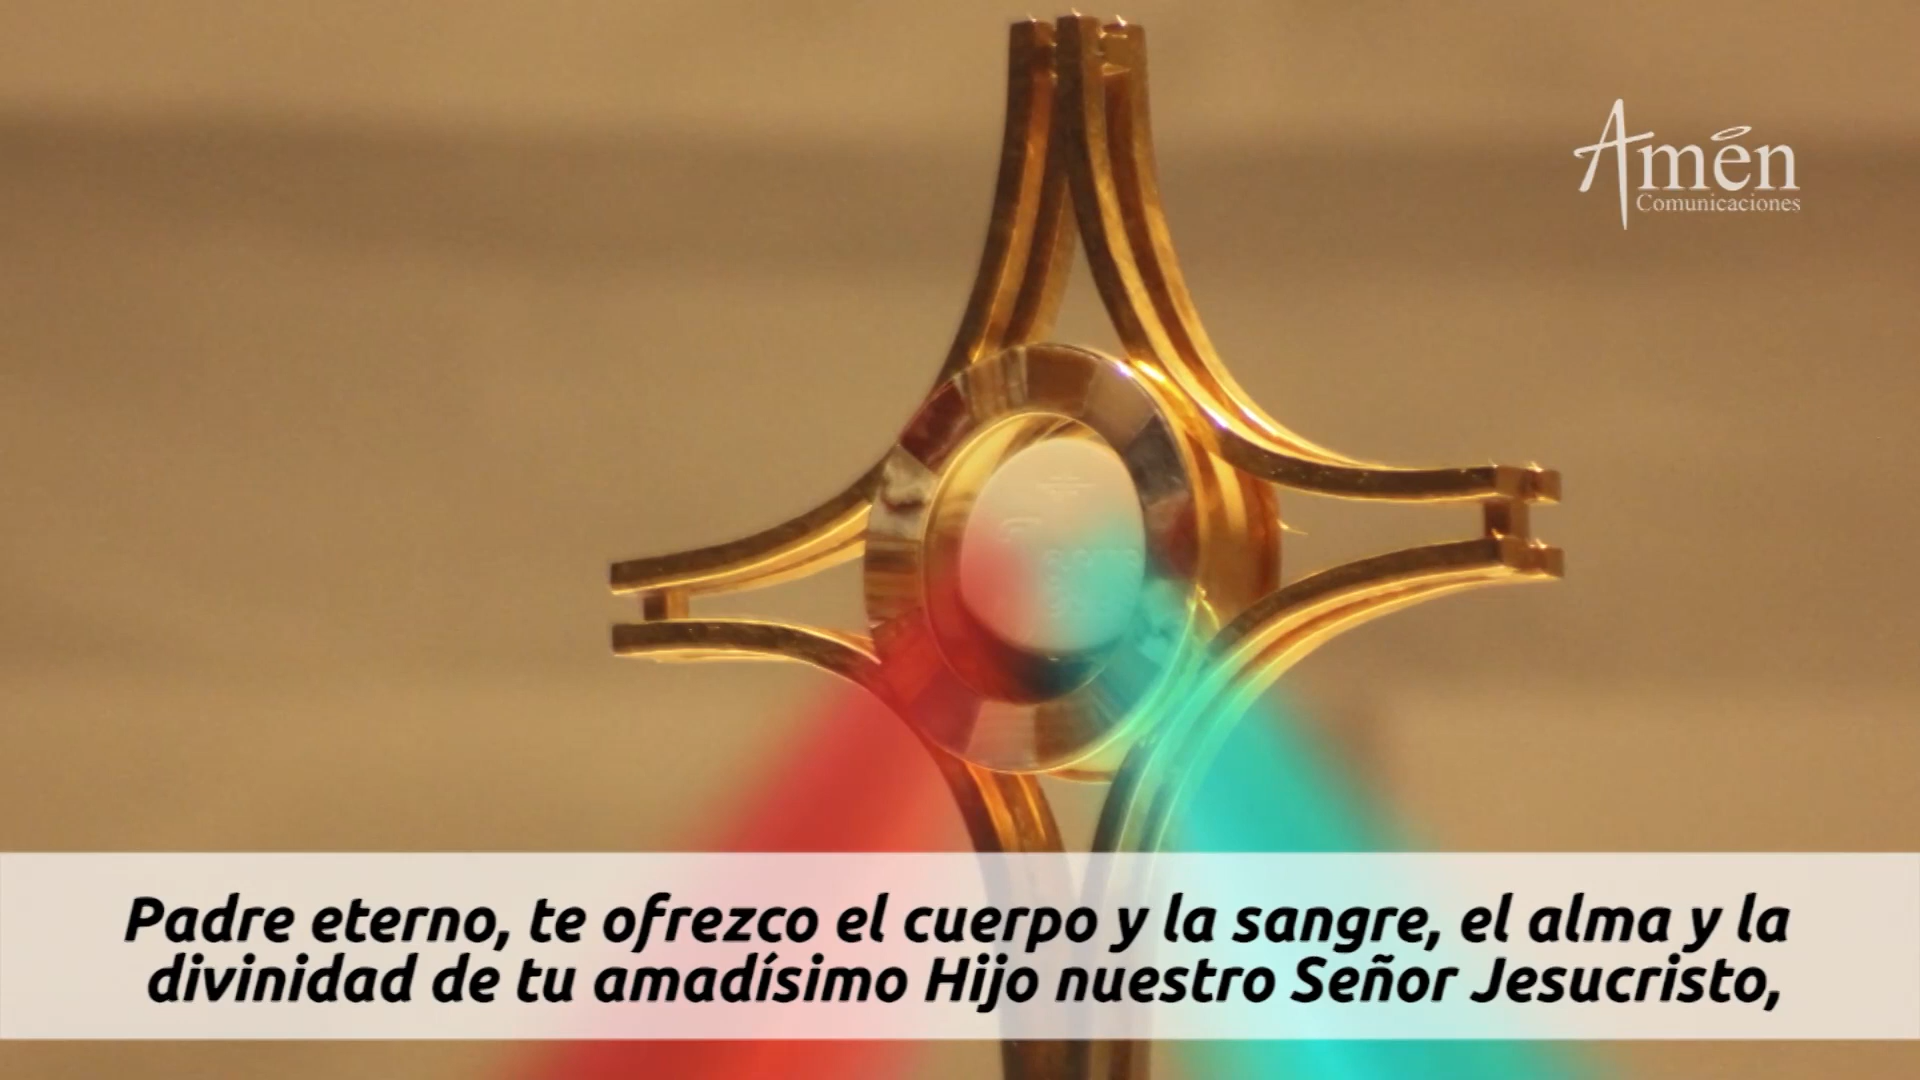 Amén
Comunicaciones
Padre eterno, te ofrezco el cuerpo y la sangre, el alma y la
divinidad de tu amadísimo Hijo nuestro Señor Jesucristo,